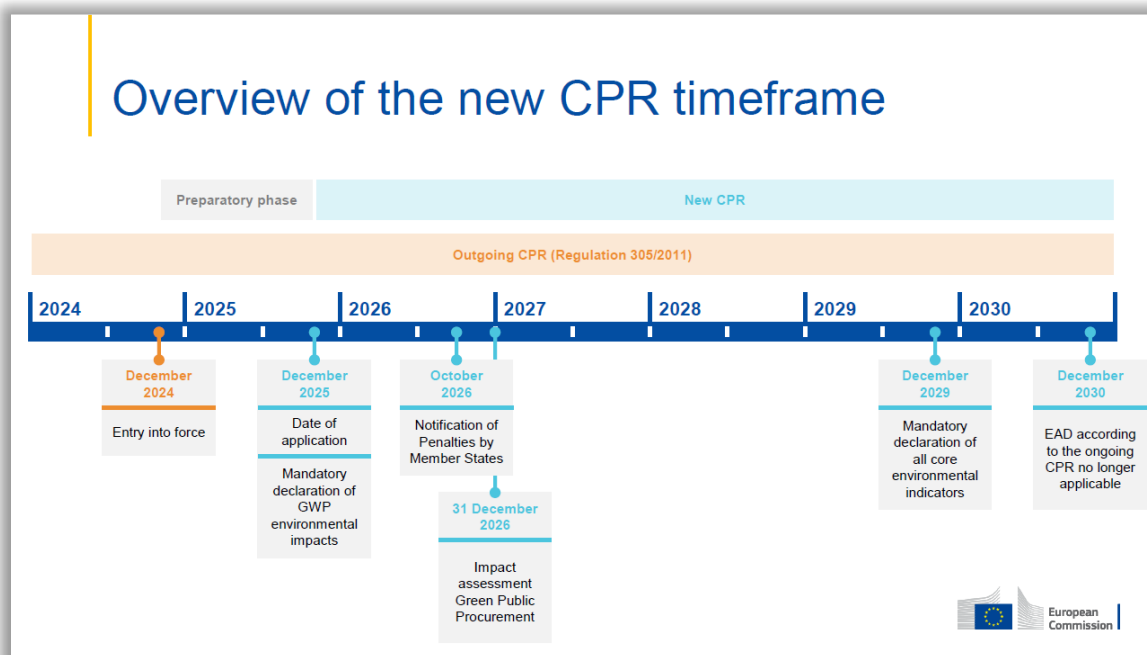 Overview of the new CPR timeframe
Preparatory phase
New CPR
Outgoing CPR (Regulation 305/2011)
2024
2025
2026
2027
2028
2029
2030
December
2024
Entry into force
December
2025
Date of
application
Mandatory
declaration of
GWP
environmental
impacts
October
2026
Notification of
Penalties by
Member States
31 December
2026
Impact
assessment
Green Public
Procurement
December
2029
Mandatory
declaration of
all core
environmental
indicators
December
2030
EAD according
to the ongoing
CPR no longer
applicable
European
Commission